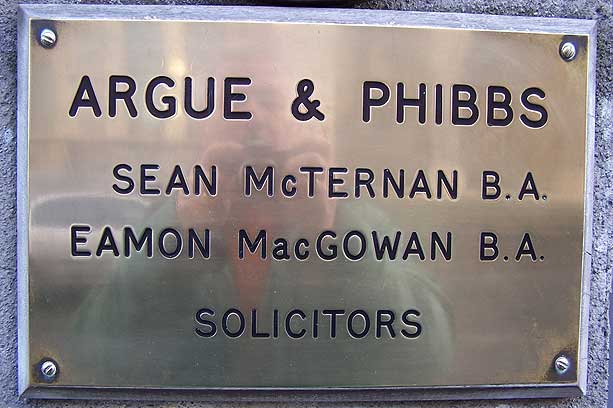 ARGUE & PHIBBS
SEAN McTERNAN B.A.
EAMON MacGOWAN B.A.
SOLICITORS